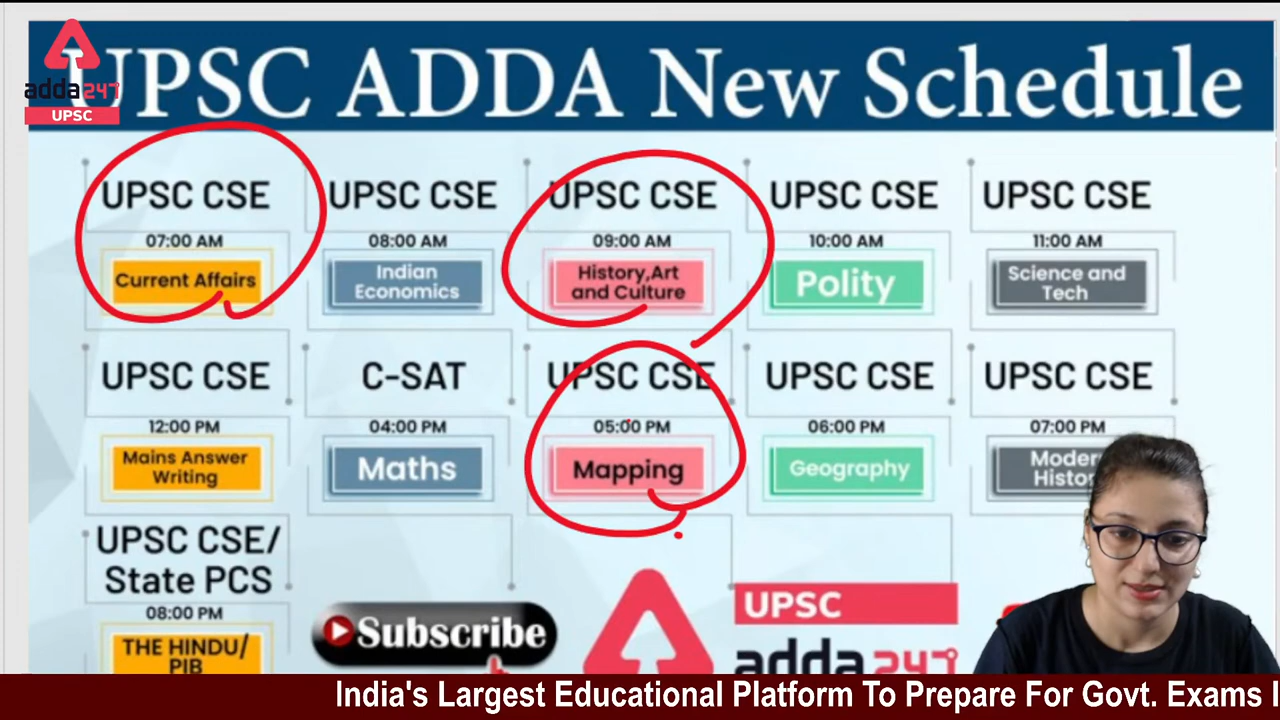 UPSC ADDA New Schedule
adda247
UPSC
UPSC CSE
07:00 AM
Current Affairs
UPSC CSE
08:00 AM
Indian
Economics
UPSC CSE
09:00 AM
History,Art
and Culture
UPSC CSE
10:00 AM
Polity
UPSC CSE
11:00 AM
Science and
Tech
UPSC CSE
12:00 PM
Mains Answer
Writing
C-SAT
04:00 PM
Maths
UPSC CSE
05:00 PM
Mapping
UPSC CSE
06:00 PM
Geography
UPSC CSE
07:00 PM
Moder
Histo
UPSC CSE/
State PCS
08:00 PM
THE HINDU/
PIB
Subscribe
UPSC
adda247
India's Largest Educational Platform To Prepare For Govt. Exams I